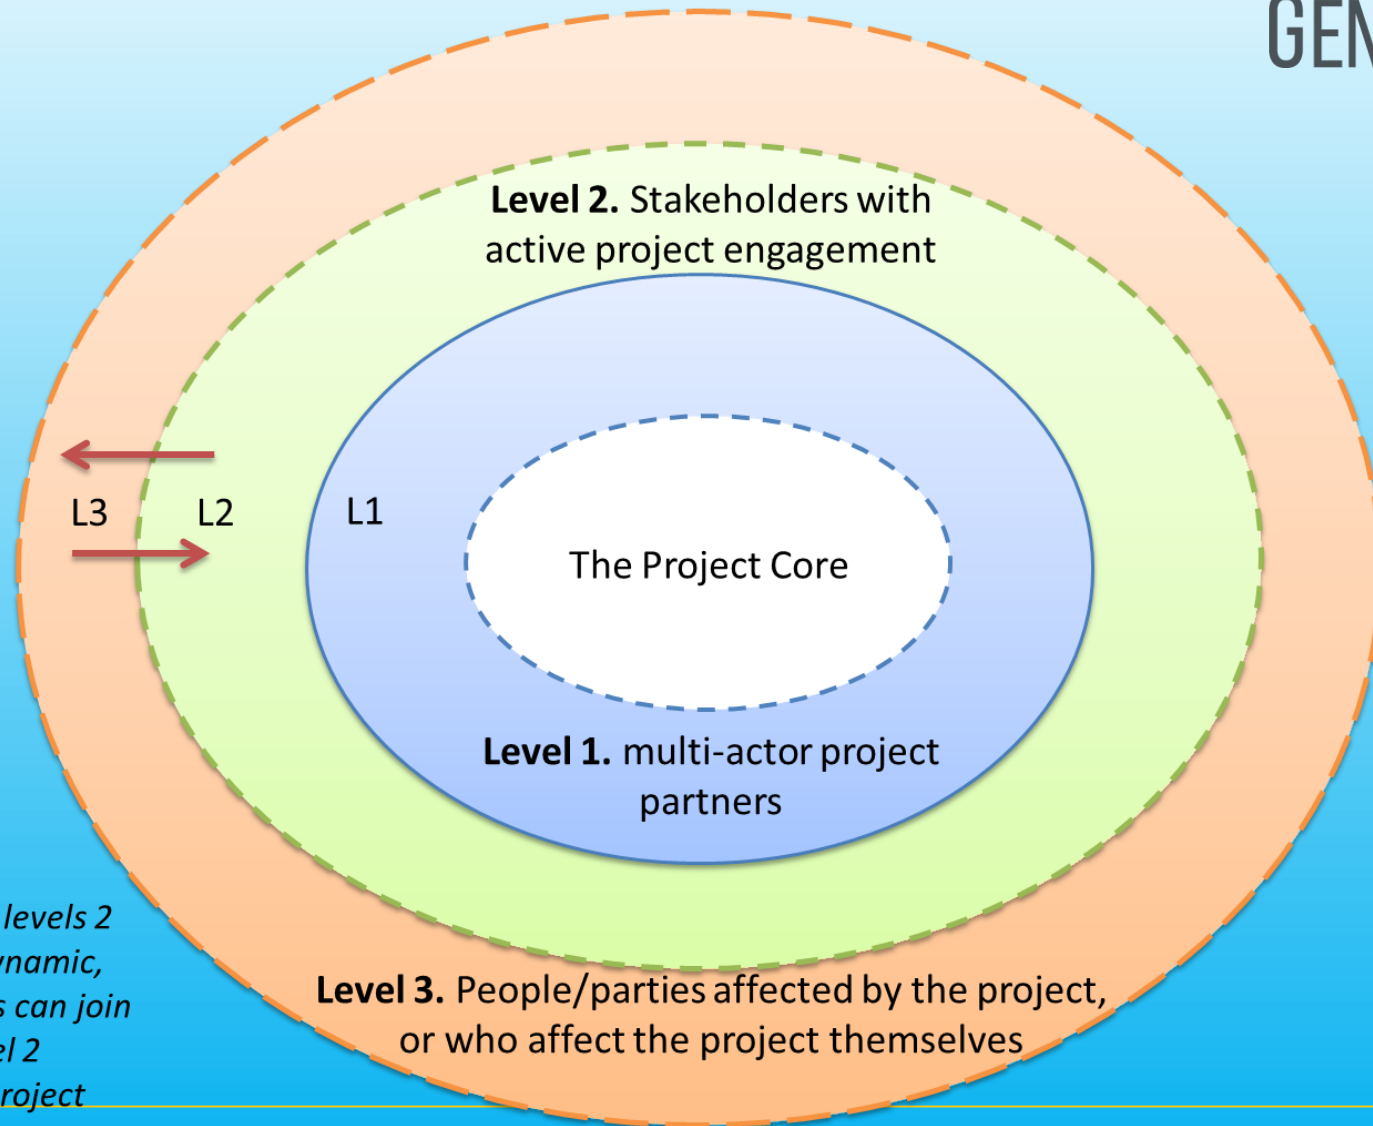 GEN
Level 2. Stakeholders with
active project engagement
L3
L2
L1
The Project Core
Level 1. multi-actor project
partners
levels 2
ynamic,
s can join
el 2
roject
Level 3. People/parties affected by the project,
or who affect the project themselves